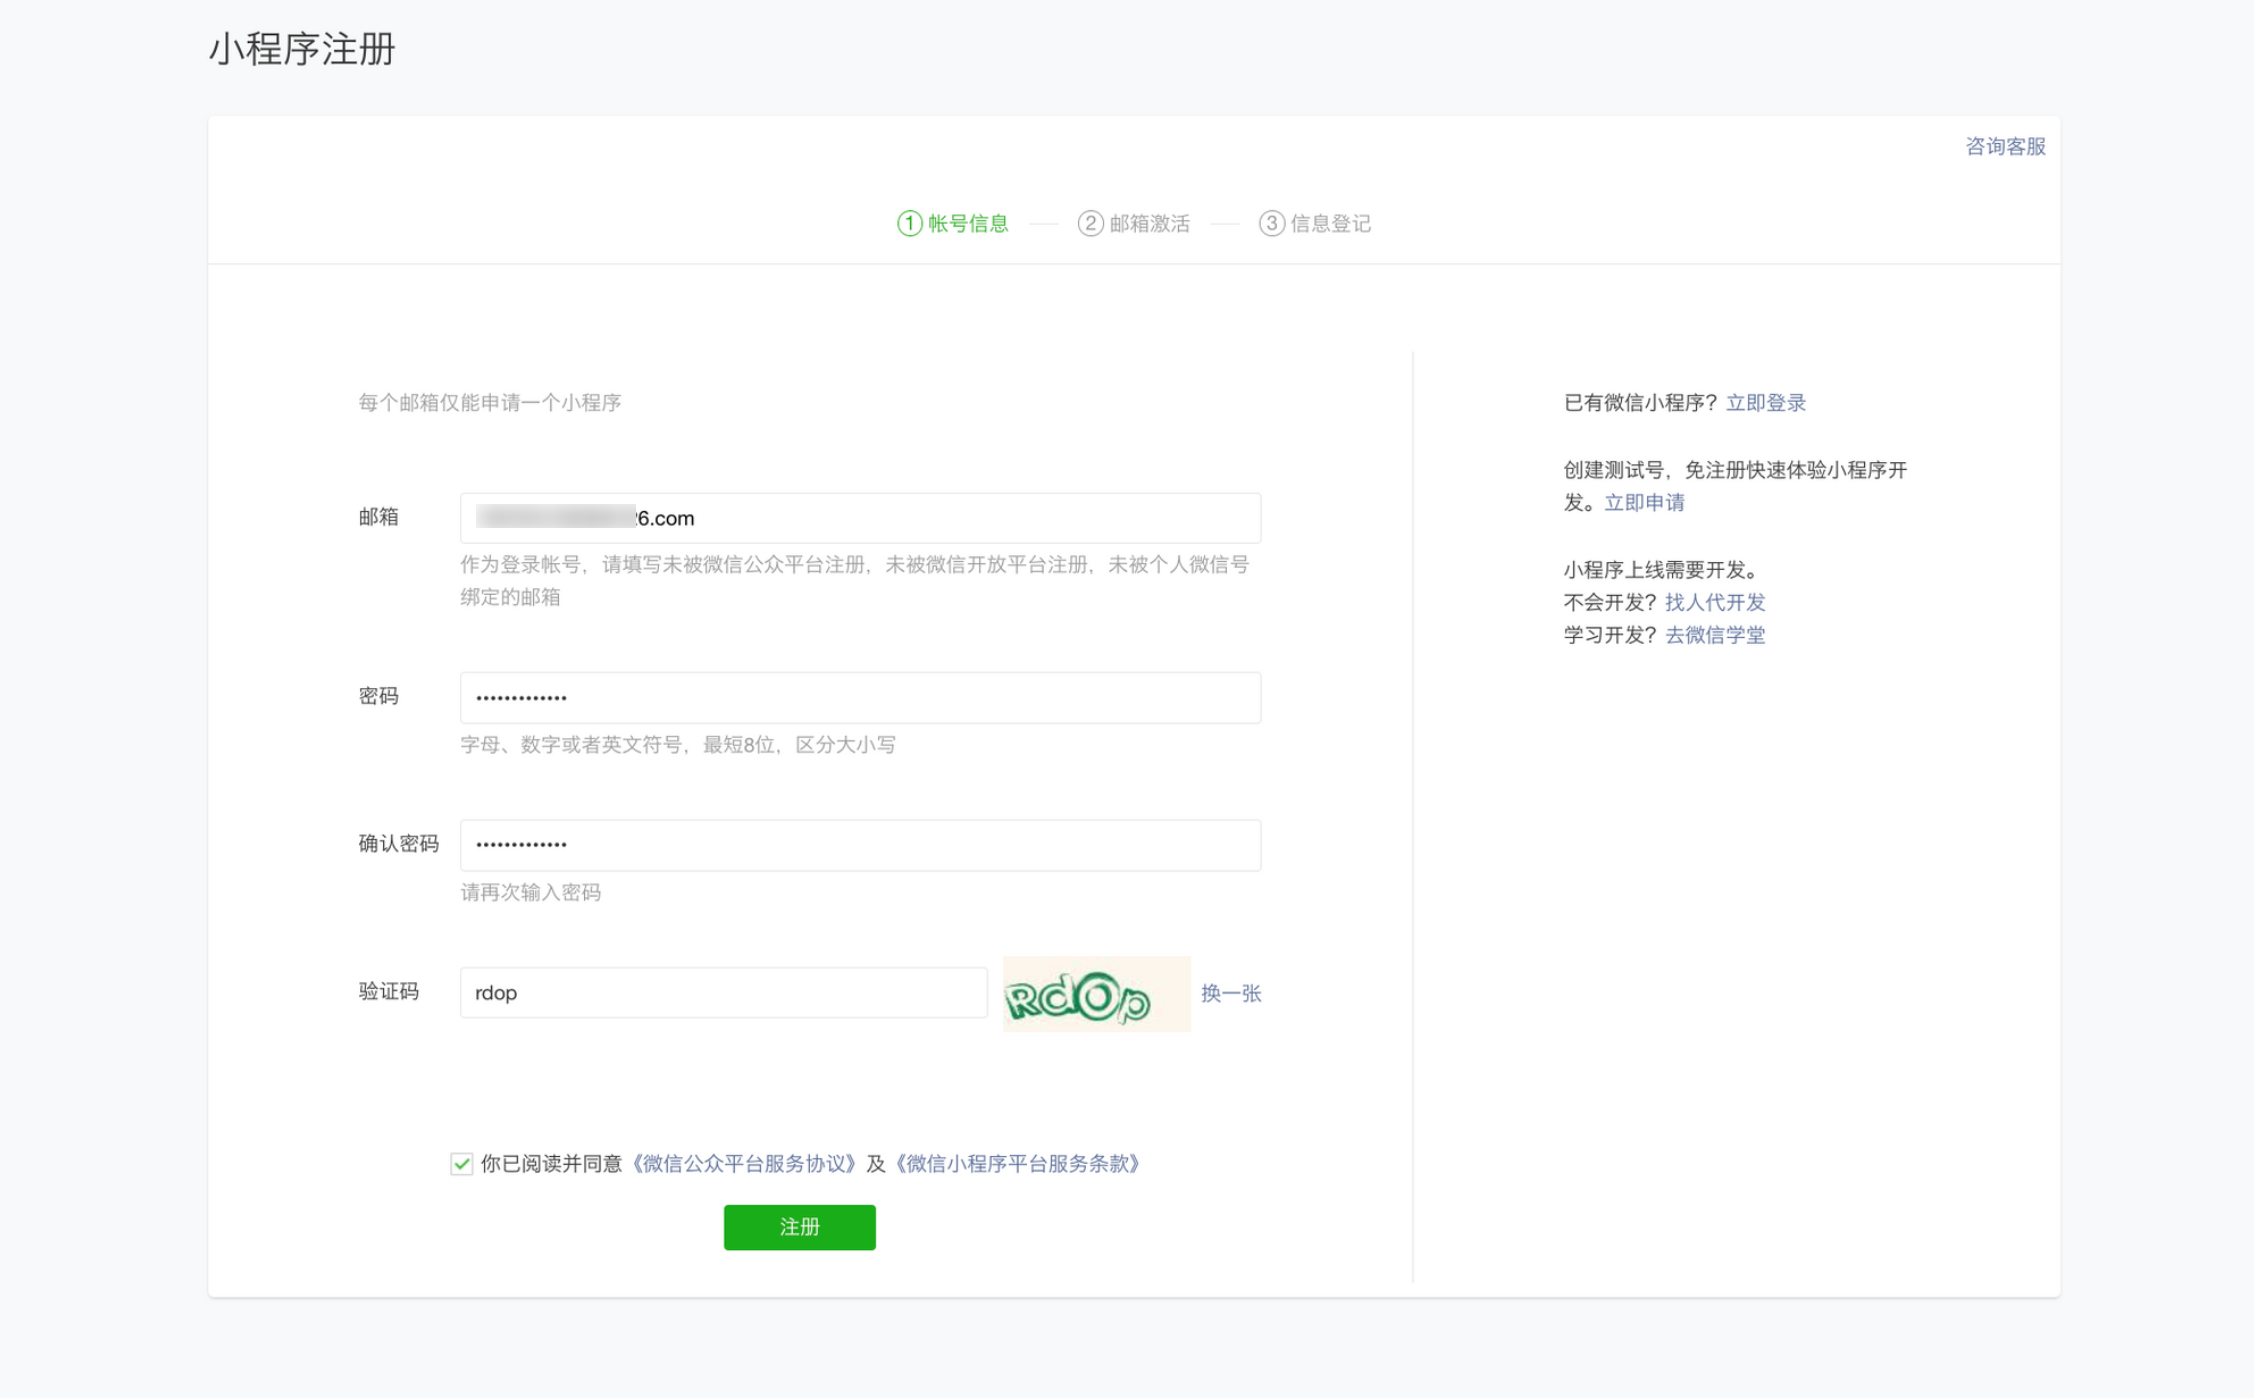 小程序注册
咨询客服
1 帐号信息
2 邮箱激活
3 信息登记
每个邮箱仅能申请一个小程序
邮箱
6.com
作为登录帐号，请填写未被微信公众平台注册，未被微信开放平台注册，未被个人微信号
绑定的邮箱
密码
•••••••••••••
字母、数字或者英文符号，最短8位，区分大小写
确认密码
•••••••••••••
请再次输入密码
验证码
rdop
RdOp
换一张
你已阅读并同意《微信公众平台服务协议》及《微信小程序平台服务条款》
注册
已有微信小程序？立即登录
创建测试号，免注册快速体验小程序开
发。立即申请
小程序上线需要开发。
不会开发？找人代开发
学习开发？去微信学堂